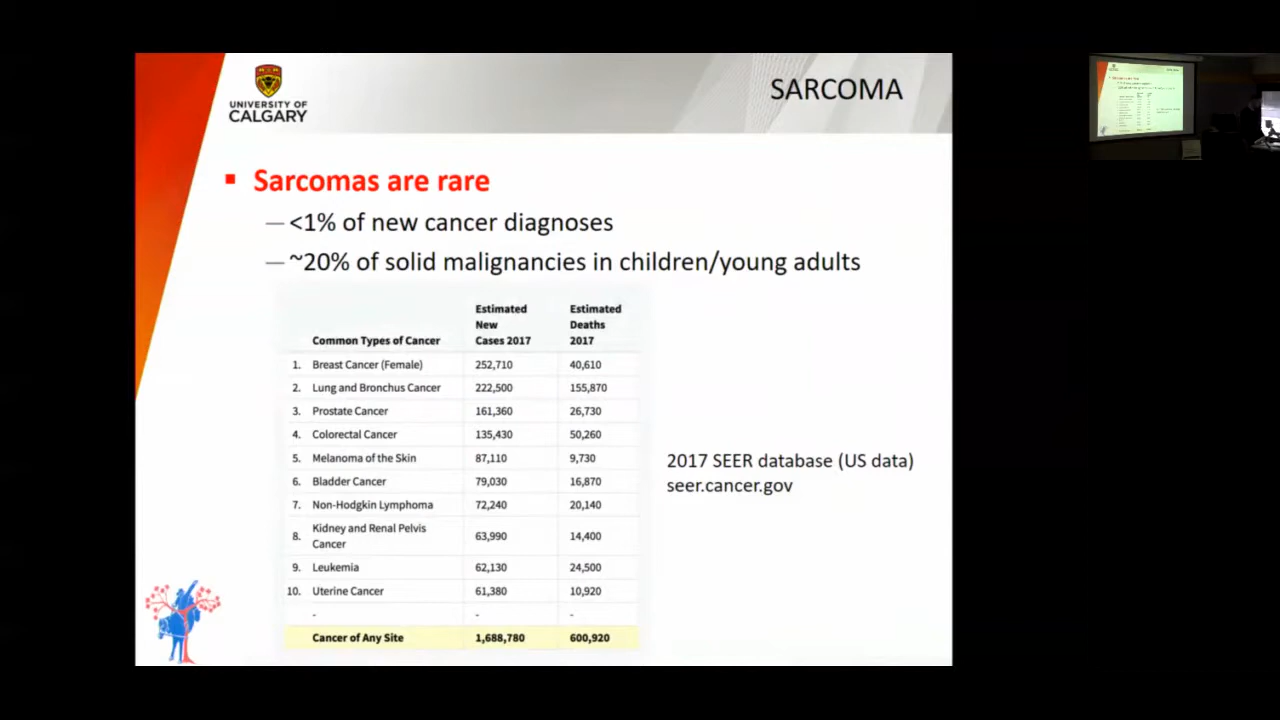 UNIVERSITY OF
CALGARY
SARCOMA
Sarcomas are rare
— <1% of new cancer diagnoses
— ~20% of solid malignancies in children/young adults
Common Types of Cancer Estimated New Cases 2017 Estimated Deaths 2017
1. Breast Cancer (Female) 252,710 40,610
2. Lung and Bronchus Cancer 222,500 155,870
3. Prostate Cancer 161,360 26,730
4. Colorectal Cancer 135,430 50,260
5. Melanoma of the Skin 87,110 9,730
6. Bladder Cancer 79,030 16,870
7. Non-Hodgkin Lymphoma 72,240 20,140
8. Kidney and Renal Pelvis Cancer 63,990 14,400
9. Leukemia 62,130 24,500
10. Uterine Cancer 61,380 10,920
- - -
Cancer of Any Site 1,688,780 600,920
2017 SEER database (US data)
seer.cancer.gov